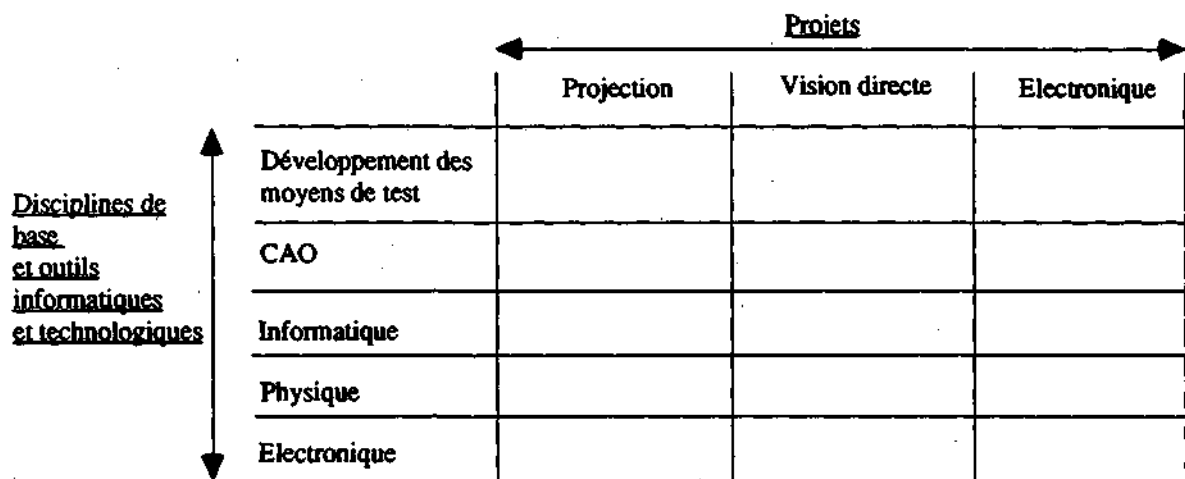 Projets
Projection Vision directe Electronique
Développement des
moyens de test
Disciplines de
base
et outils
informatiques
et technologiques
CAO
Informatique
Physique
Electronique